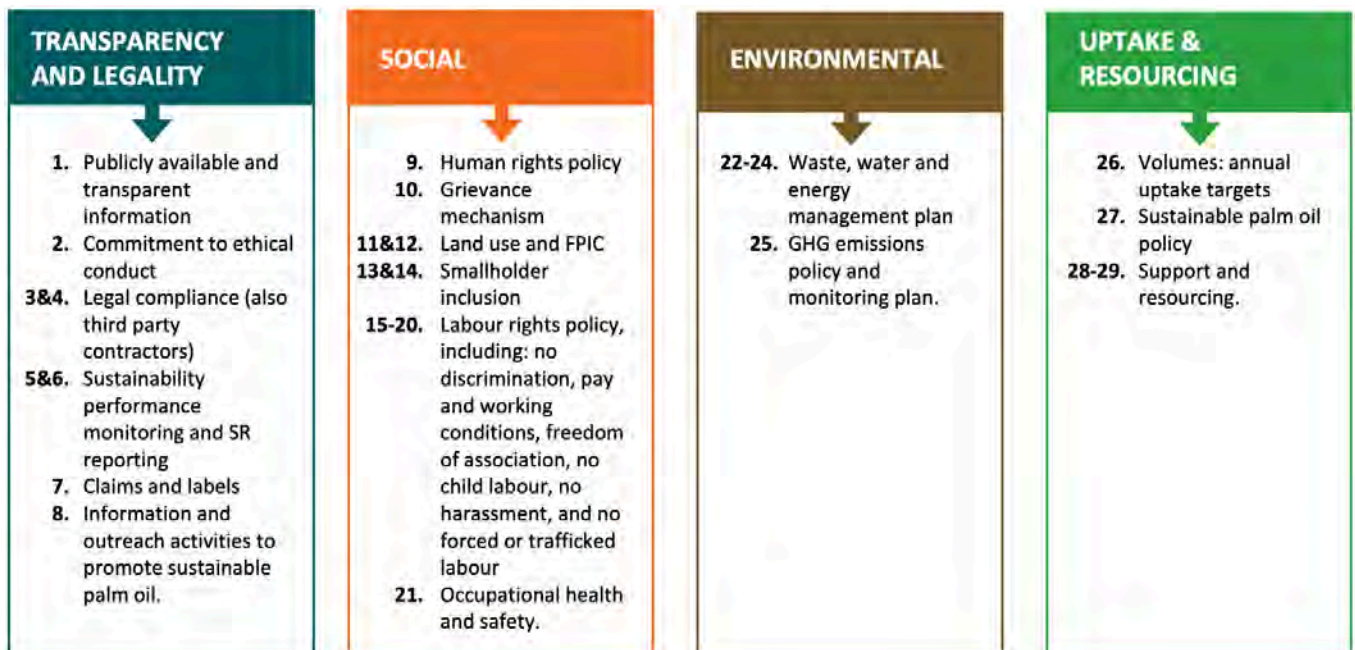 TRANSPARENCY
AND LEGALITY
1. Publicly available and
transparent
information
2. Commitment to ethical
conduct
3&4. Legal compliance (also
third party
contractors)
5&6. Sustainability
performance
monitoring and SR
reporting
7. Claims and labels
8. Information and
outreach activities to
promote sustainable
palm oil.
SOCIAL
9. Human rights policy
10. Grievance
mechanism
11&12. Land use and FPIC
13&14. Smallholder
inclusion
15-20. Labour rights policy,
including: no
discrimination, pay
and working
conditions, freedom
of association, no
child labour, no
harassment, and no
forced or trafficked
labour
21. Occupational health
and safety.
ENVIRONMENTAL
22-24. Waste, water and
energy
management plan
25. GHG emissions
policy and
monitoring plan.
UPTAKE &
RESOURCING
26. Volumes: annual
uptake targets
27. Sustainable palm oil
policy
28-29. Support and
resourcing.